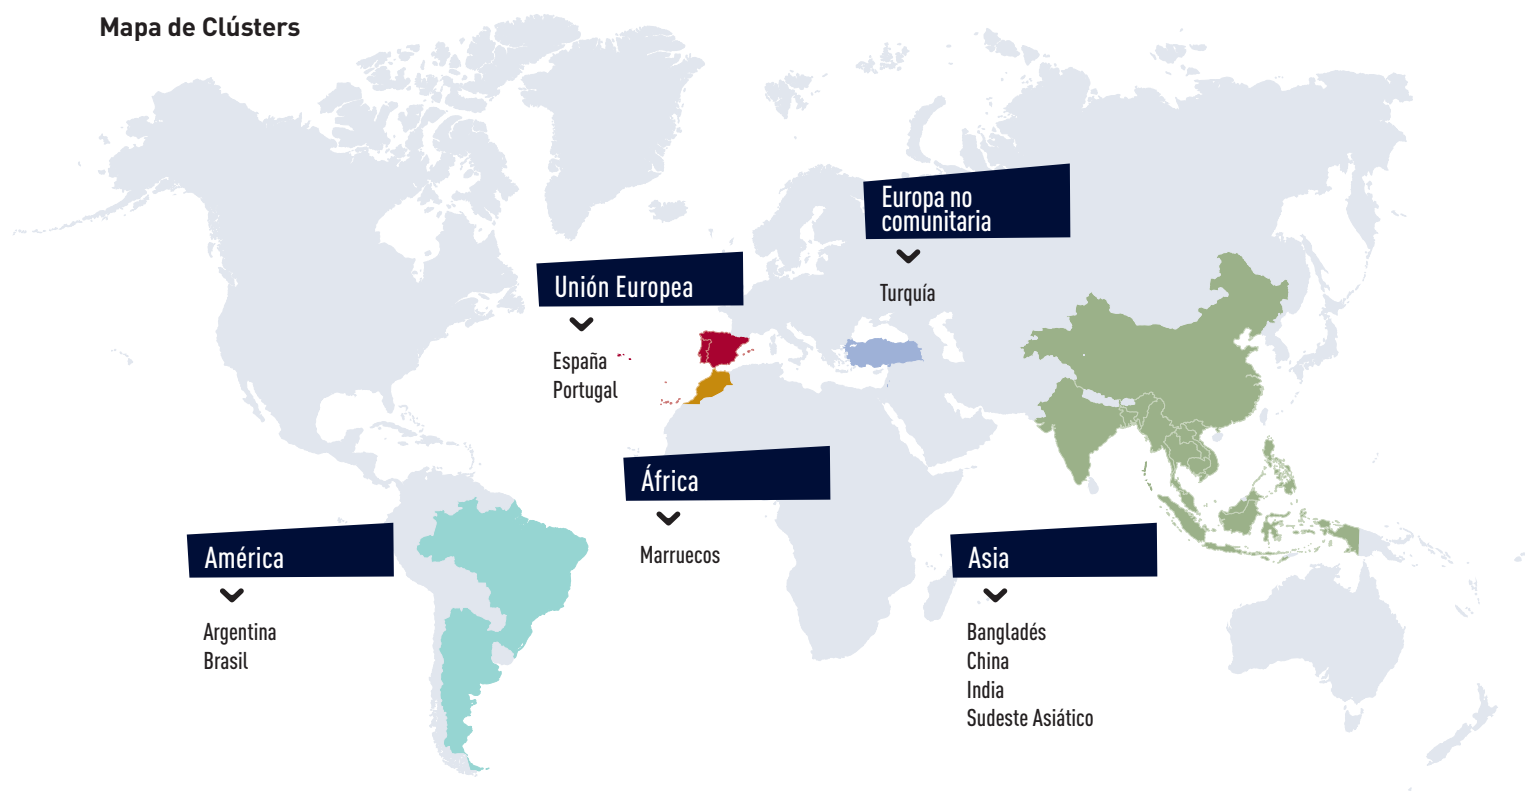 Mapa de Clústers
Europa no
comunitaria
Turquía
Unión Europea
España
Portugal
África
Marruecos
América
Argentina
Brasil
Asia
Bangladés
China
India
Sudeste Asiático